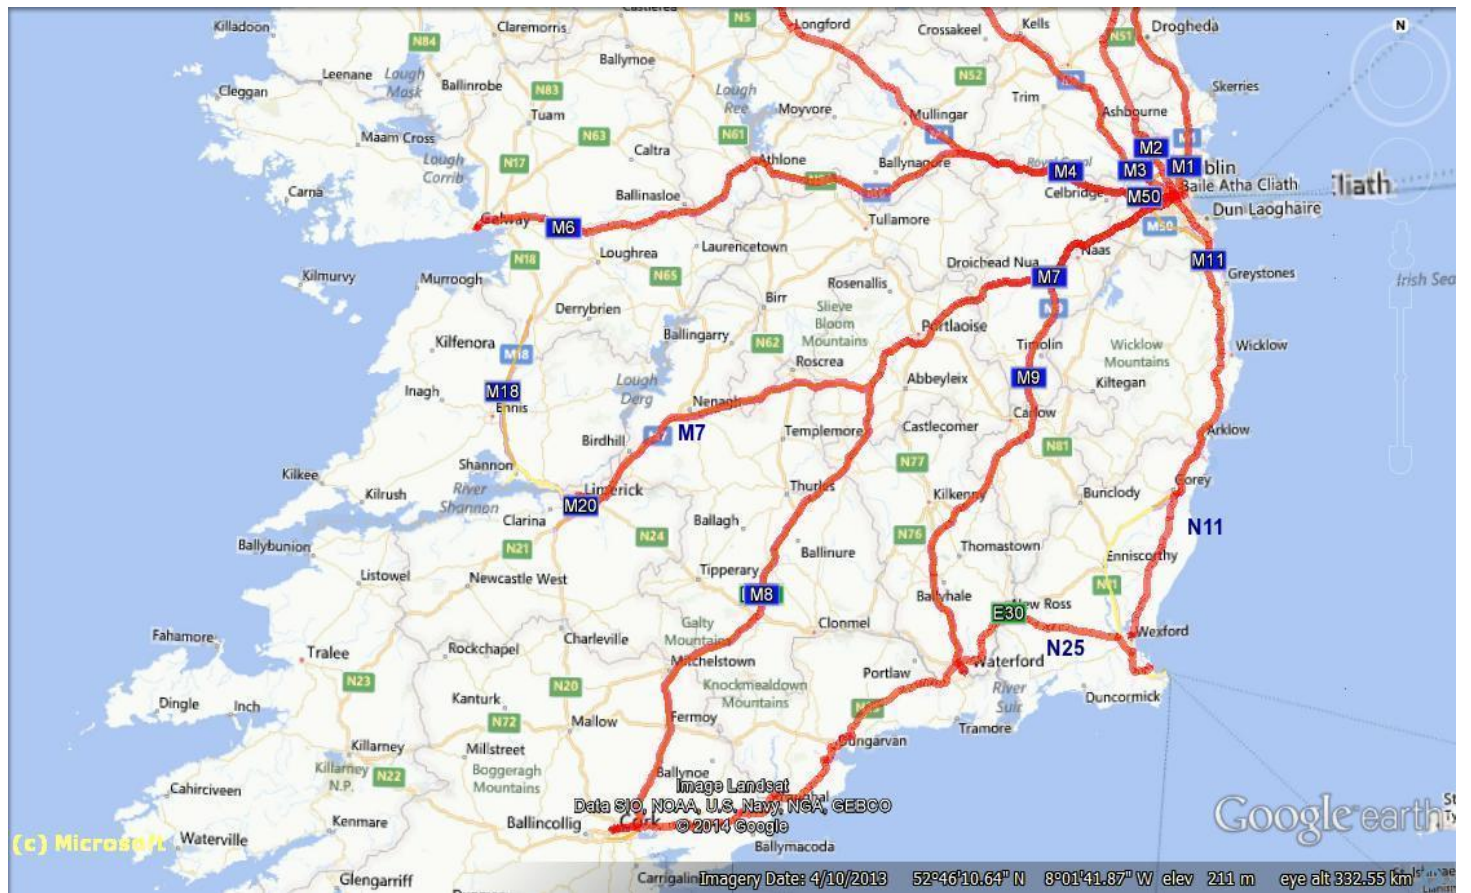 Killadoon
Claremorris
N5
Longford
Crossakeel
Kells
N51
Drogheda
N
N84
Ballymoe
Leenane
Lough
Mask
Ballinrobe
N83
Lough
Ree
Moyvore
N52
Trim
Skerries
Cleggan
Tuam
Mullingar
Ashbourne
Maam Cross
N63
N61
Lough
Corrib
N17
Caltra
Athlone
Ballynagore
Royal Canal
M2
M1
M3
M4
blin
Carna
Ballinasloe
Celbridge
M50
Baile Atha Cliath
iliath
Galway
M6
Tullamore
Dun Laoghaire
M50
Laurencetown
Naas
N18
Loughrea
Droichead Nua
M11
Kilmurvy
Murroogh
N65
Rosenallis
M7
Greystones
Irish Sea
Birr
Derrybrien
Slieve
Bloom
Mountains
Portlaoise
Kilfenora
Ballingarry
N62
Timolin
Wicklow
Mountains
Wicklow
M18
Roscrea
Inagh
M18
Lough
Derg
Abbeyleix
M9
Kiltegan
Ennis
Nenagh
Carlow
Birdhill
M7
Templemore
Castlecomer
Arklow
N81
Shannon
N77
Kilkee
River
Shannon
Kilrush
Limerick
Thurles
Kilkenny
Bunclody
Gorey
M20
Clarina
Ballagh
N11
Ballybunion
N21
N24
Ballinure
N76
Thomastown
Enniscorthy
Listowel
Newcastle West
Tipperary
M8
Ballyhale
New Ross
E30
Fahamore
Charleville
Galty
Mountains
Clonmel
Wexford
Rockchapel
N25
Tralee
Mitchelstown
Portlaw
Waterford
N23
N20
Knockmealdown
Mountains
River
Suir
Duncormick
Dingle
Inch
Kanturk
N72
Mallow
Fermoy
Tramore
Dungarvan
Killarney
Millstreet
Killarney
N.P.
N22
Boggeragh
Mountains
Ballynoe
Cahirciveen
Image Landsat
Data SIO, NOAA, U.S. Navy, NGA, GEBCO
© 2014 Google
Kenmare
Ballincollig
Cork
Google earth
Waterville
(c) Microsoft
Ballymacoda
Glengarriff
Carrigaline
Imagery Date: 4/10/2013 52°46'10.64" N 8°01'41.87" W elev 211 m eye alt 332.55 km